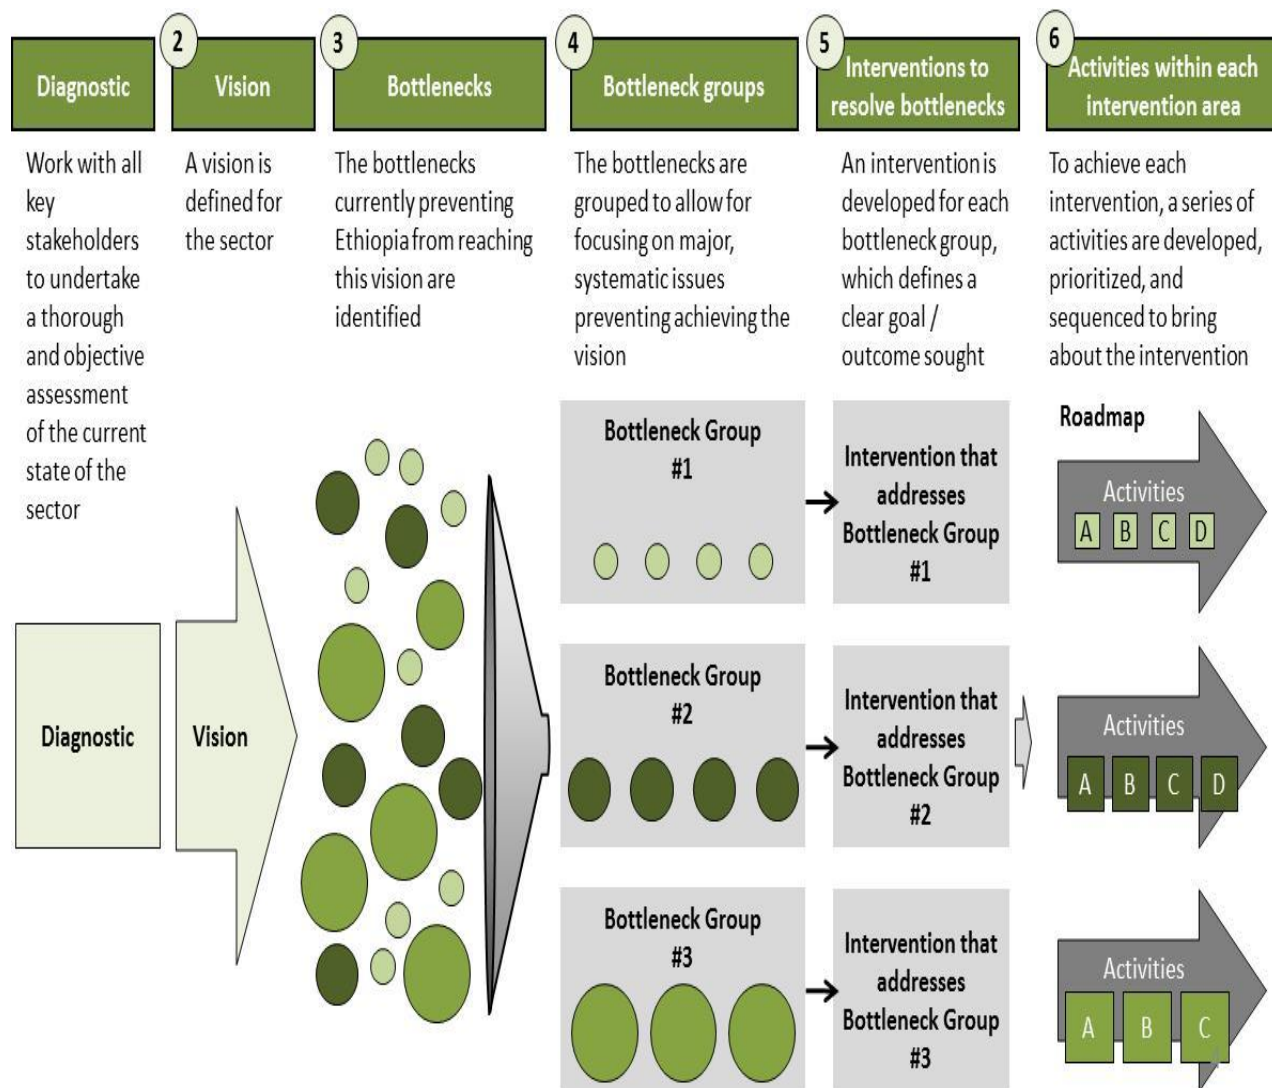 2
3
4
5
6
Diagnostic
Vision
Bottlenecks
Bottleneck groups
Interventions to
resolve bottlenecks
Activities within each
intervention area
Work with all
key
stakeholders
to undertake
a thorough
and objective
assessment
of the current
state of the
sector
A vision is
defined for
the sector
The bottlenecks
currently preventing
Ethiopia from reaching
this vision are
identified
The bottlenecks are
grouped to allow for
focusing on major,
systematic issues
preventing achieving the
vision
An intervention is
developed for each
bottleneck group,
which defines a
clear goal /
outcome sought
To achieve each
intervention, a series of
activities are developed,
prioritized, and
sequenced to bring
about the intervention
Diagnostic
Vision
Bottleneck Group
#1
Intervention that
addresses
Bottleneck Group
#1
Roadmap
Activities
A B C D
Bottleneck Group
#2
Intervention that
addresses
Bottleneck Group
#2
Activities
A B C D
Bottleneck Group
#3
Intervention that
addresses
Bottleneck Group
#3
Activities
A B C